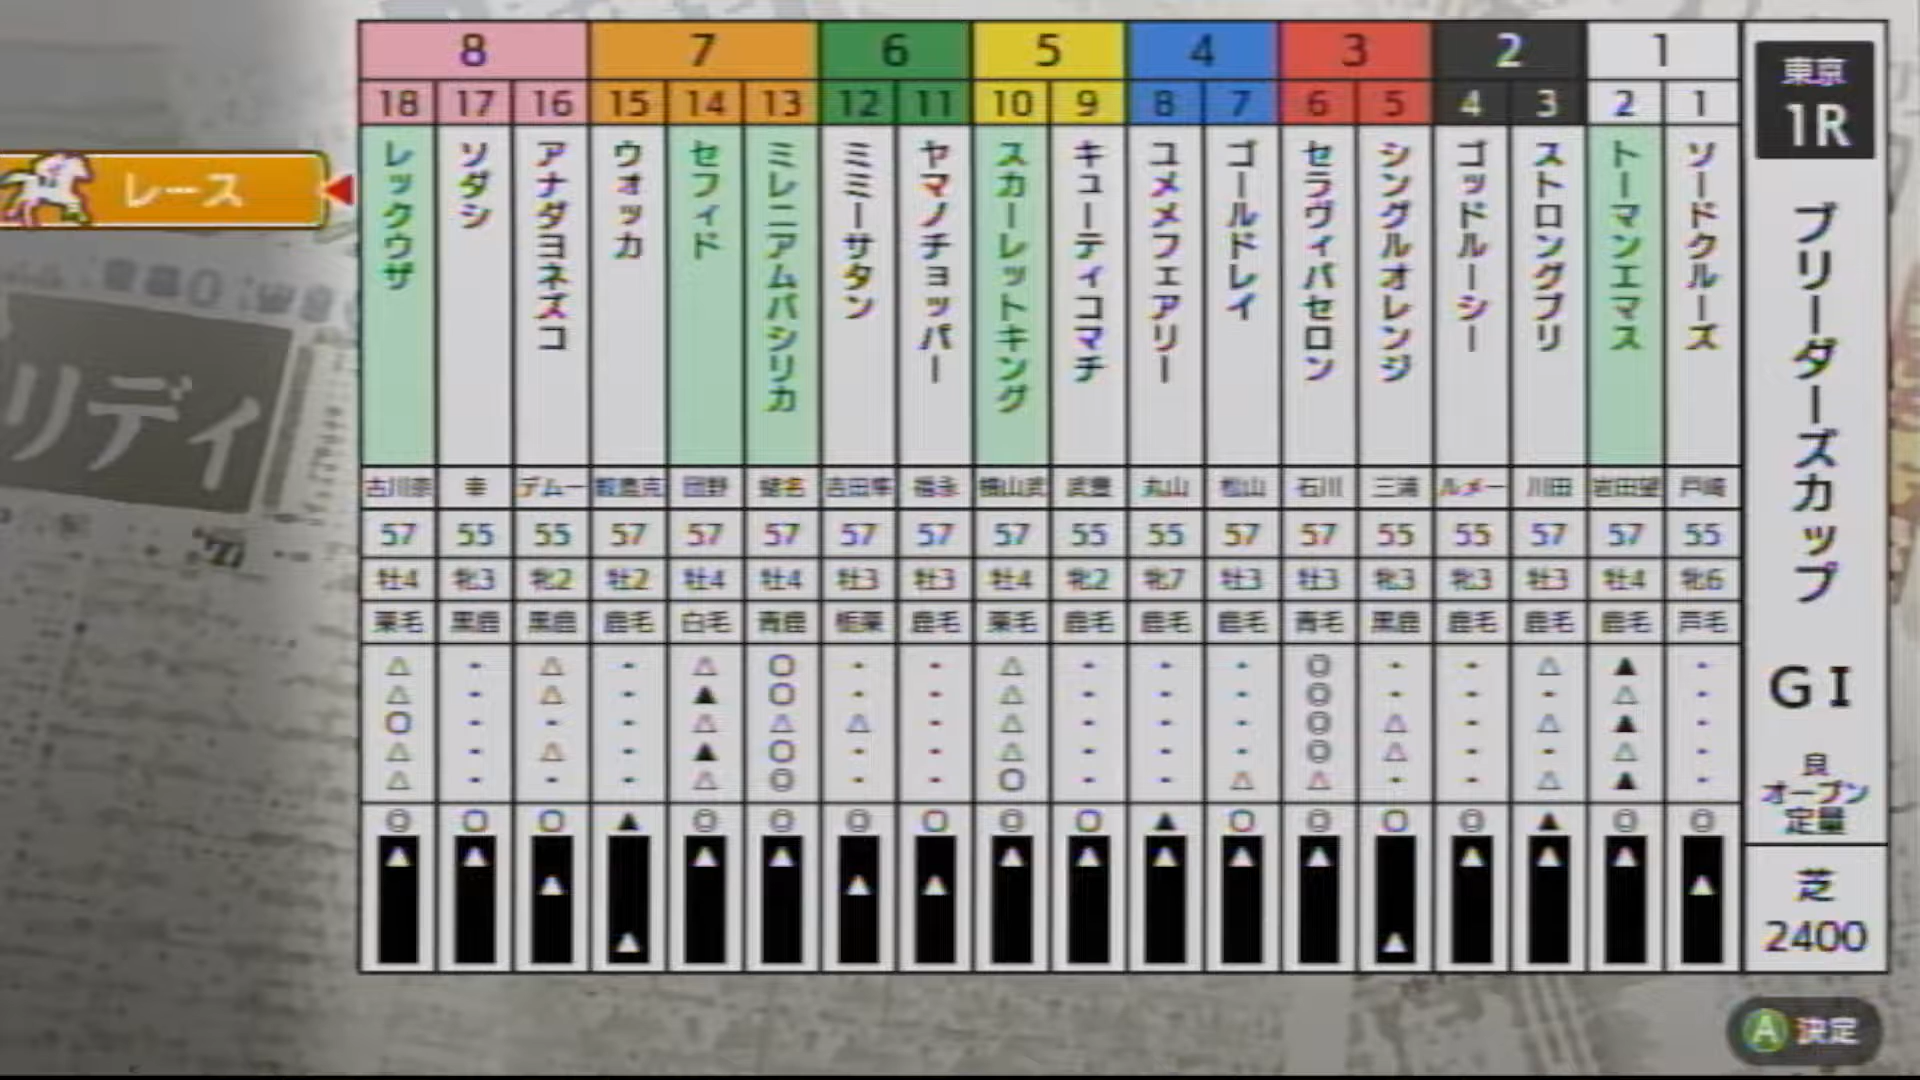 レース
リディ
東京
1R
ブリーダーズカップ
GI
良
オープン
定量
芝
2400
1 2 3 4 5 6 7 8
1 ソードクルーズ 戸崎 55 牝6 芦毛 - - - - - ◎ △
2 トーマンエマス 岩田望 57 牡4 鹿毛 ▲ △ ▲ △ ▲ ◎ △
3 ストロングブリ 川田 57 牡3 鹿毛 △ - △ - △ ▲ △
4 ゴッドルーシー ルメー 55 牝3 鹿毛 - - - - - ◎ △
5 シングルオレンジ 三浦 55 牝3 黒鹿 - - △ △ - ○ △
6 セラヴィバセロン 石川 57 牡3 青毛 ◎ ◎ ◎ ◎ △ ◎ △
7 ゴールドレイ 松山 57 牡3 鹿毛 - - - - △ ○ △
8 ユメメフェアリー 丸山 55 牝7 鹿毛 - - - - - ▲ △
9 キューティコマチ 武豊 55 牝2 鹿毛 - - - - - ○ △
10 スカーレットキング 横山武 57 牡4 栗毛 △ △ △ △ ○ ◎ △
11 ヤマノチョッパー 福永 57 牡3 鹿毛 - - - - - ○ △
12 ミミーサタン 吉田隼 57 牡3 栃栗 - - △ - - ◎ △
13 ミレニアムバシリカ 蛯名 57 牡4 青鹿 ○ ○ △ ○ ◎ ◎ △
14 セフィド 団野 57 牡4 白毛 △ ▲ △ ▲ △ ◎ △
15 ウォッカ 鮫島克 57 牡2 鹿毛 - - - - - ▲ △
16 アナダヨネズコ デムー 55 牝2 黒鹿 △ △ - △ - ○ △
17 ソダシ 幸 55 牝3 黒鹿 - - - - - ○ △
18 レックウザ 古川奈 57 牡4 栗毛 △ △ ○ △ △ ◎ △
A 決定